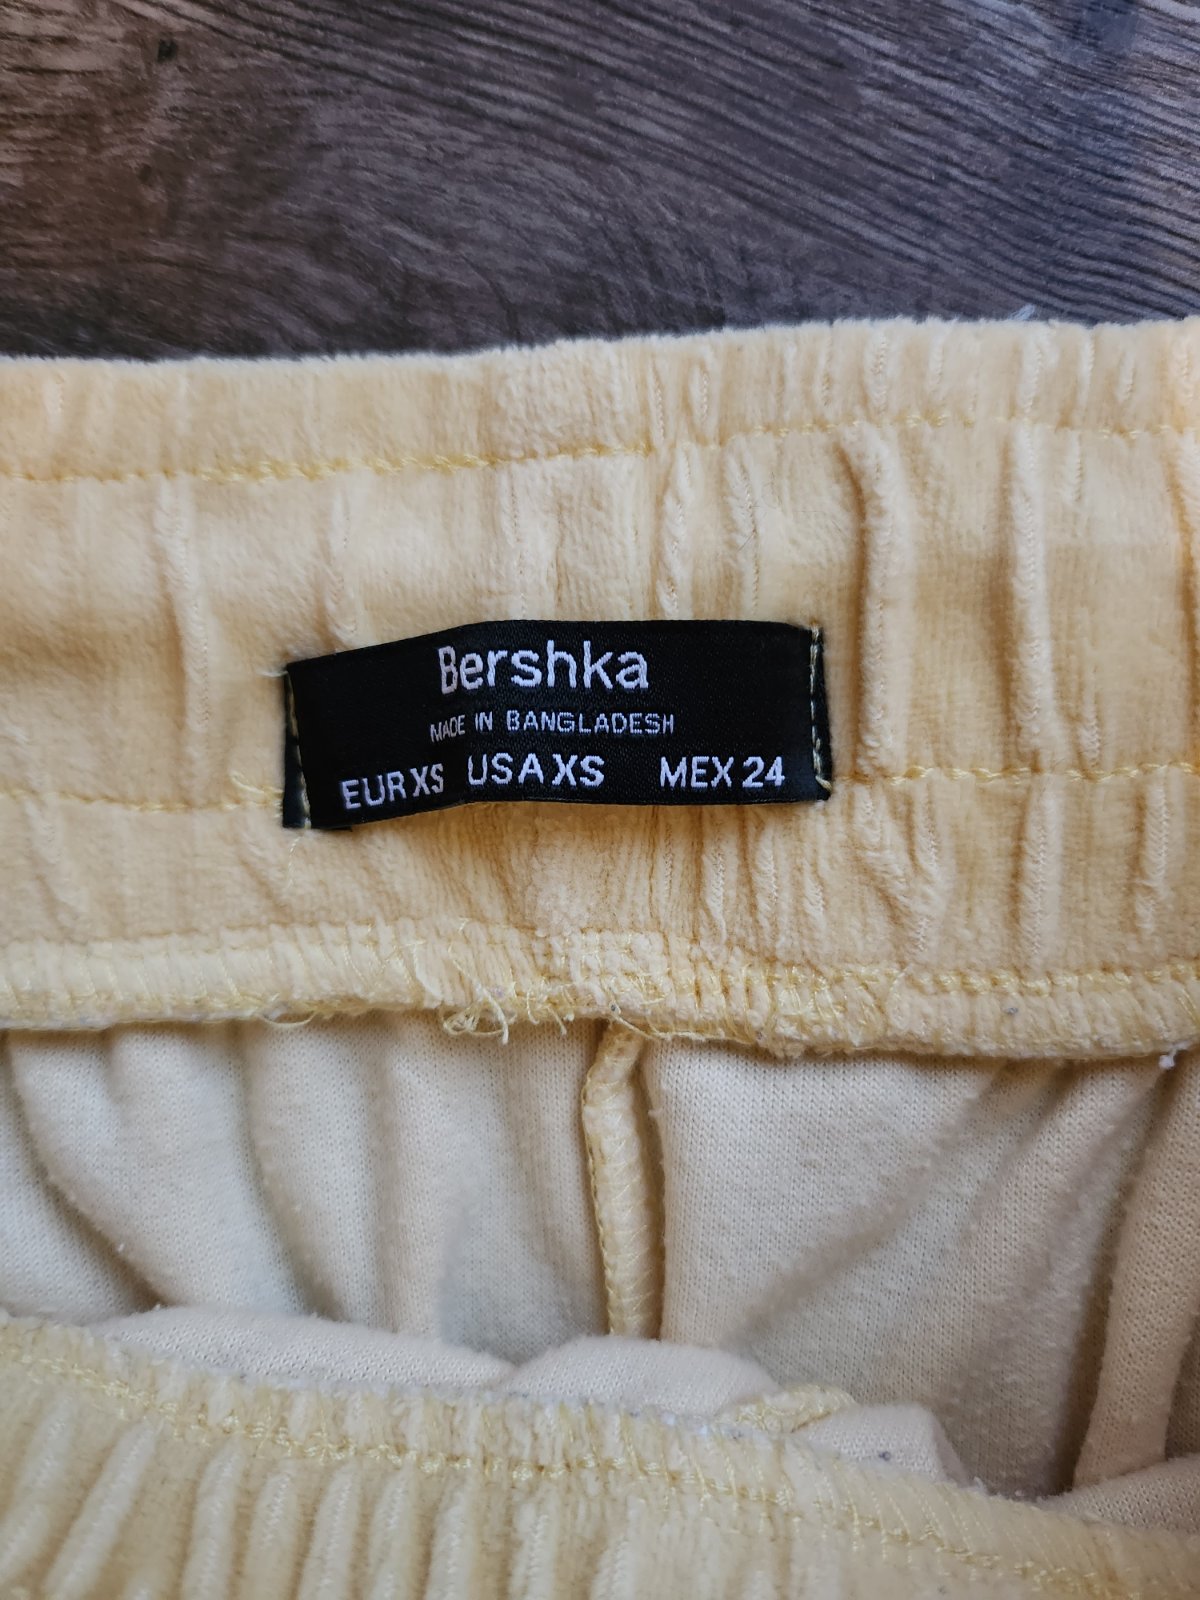 Bershka
MADE IN BANGLADESH
EUR XS USA XS MEX 24